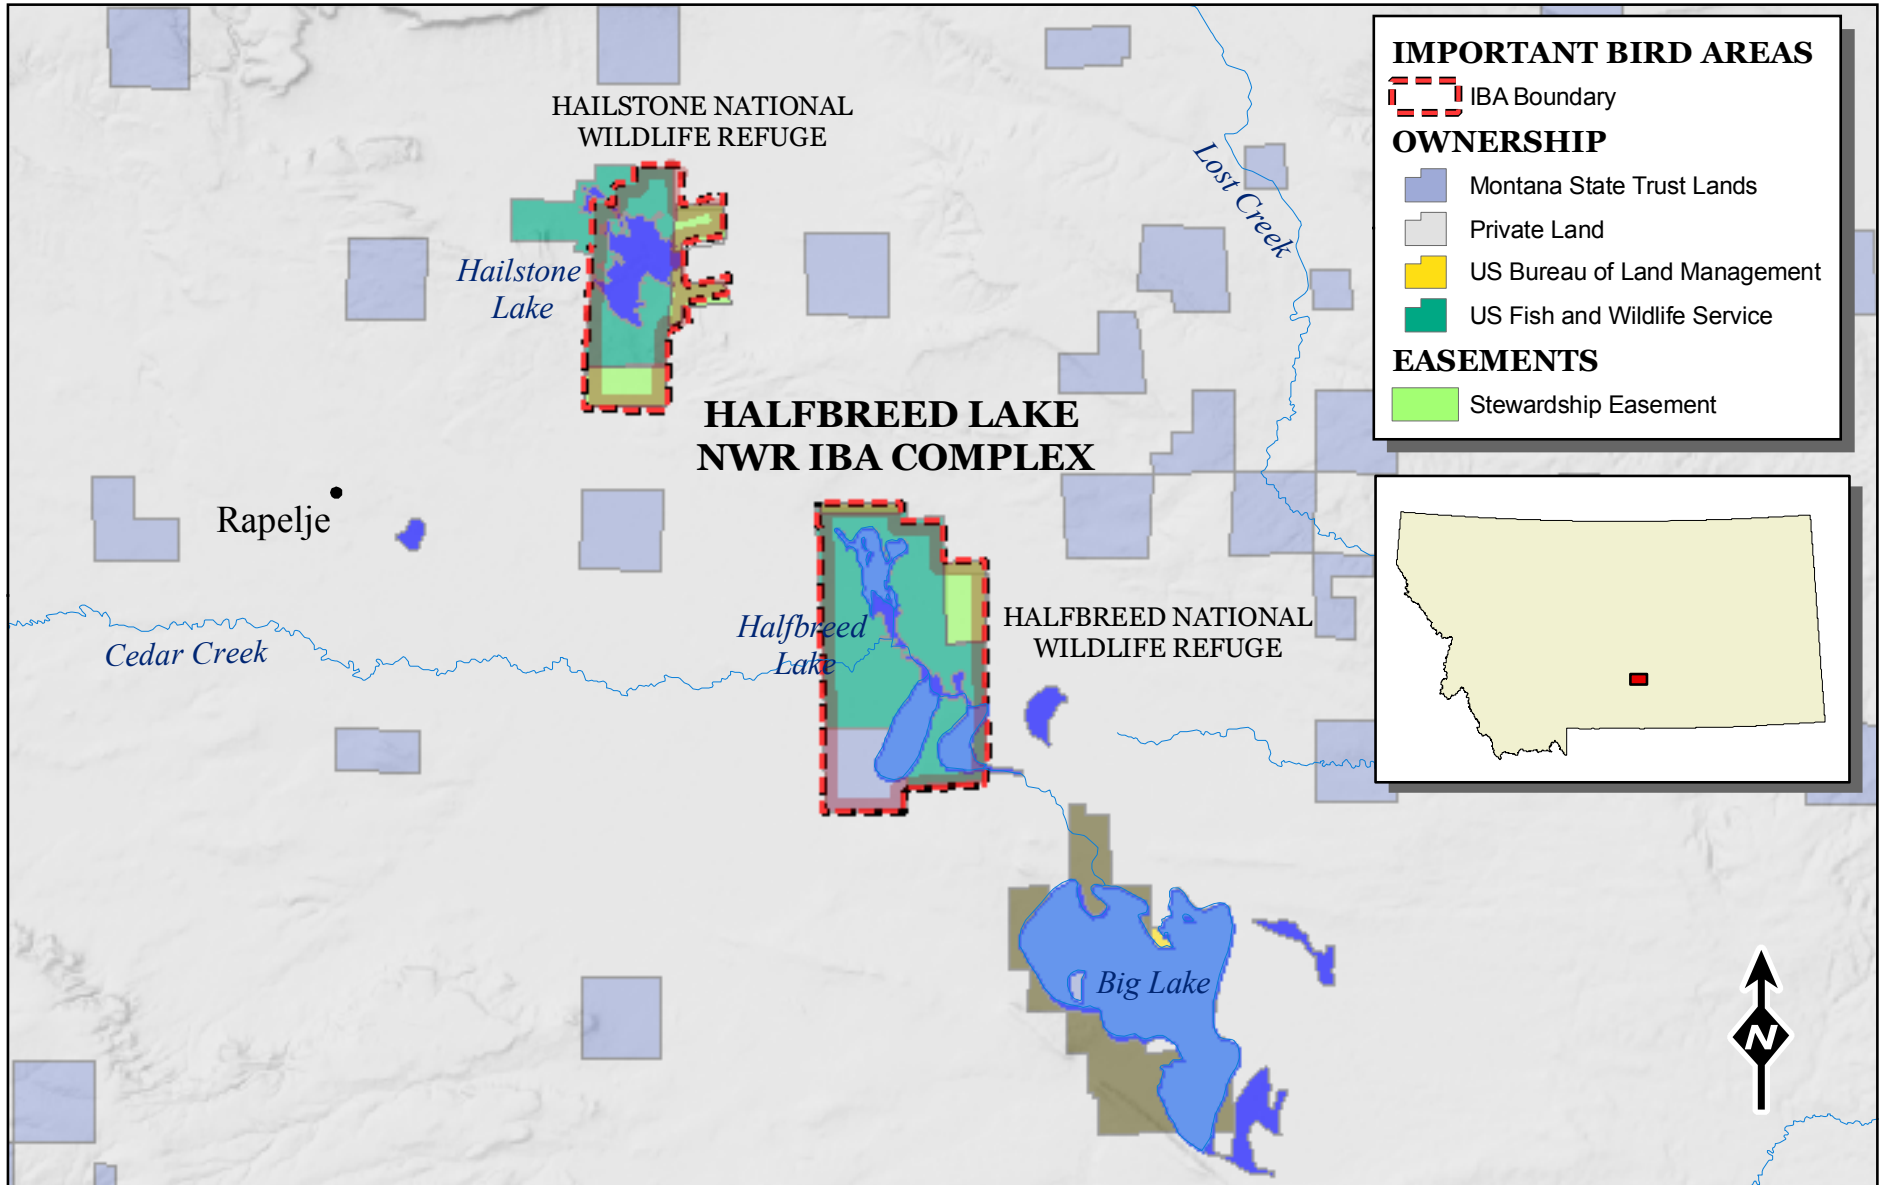 HAILSTONE NATIONAL
WILDLIFE REFUGE
Hailstone
Lake
HALFBREED LAKE
NWR IBA COMPLEX
Rapelje
Cedar Creek
Halfbreed
Lake
HALFBREED NATIONAL
WILDLIFE REFUGE
Big Lake
Lost Creek
IMPORTANT BIRD AREAS
IBA Boundary
OWNERSHIP
Montana State Trust Lands
Private Land
US Bureau of Land Management
US Fish and Wildlife Service
EASEMENTS
Stewardship Easement
N